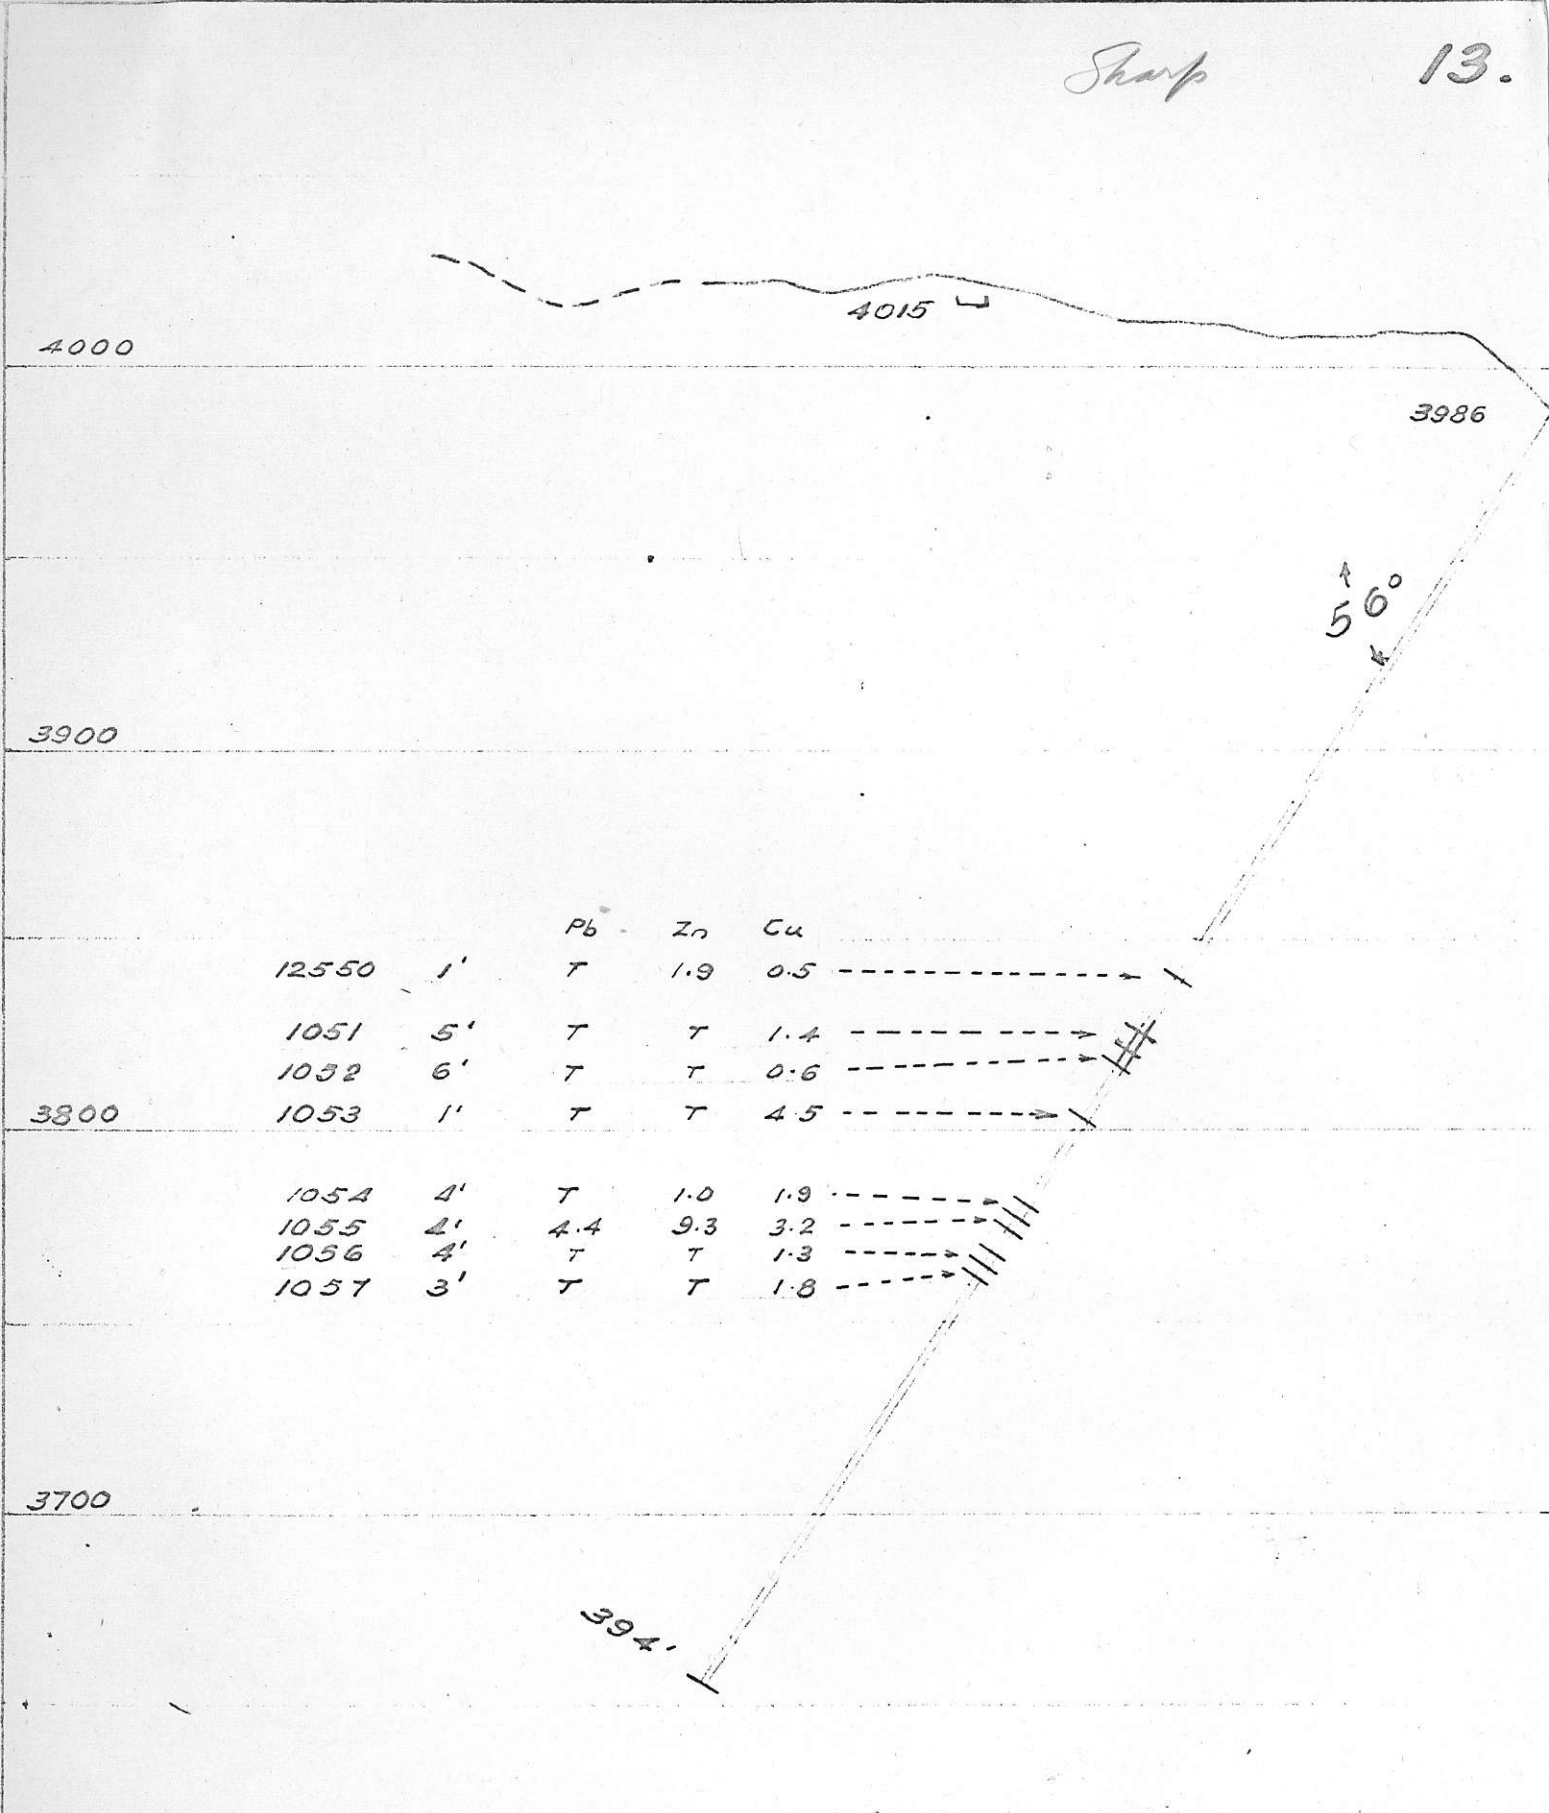 Sharp 13.
4015
4000
3986
56°
3900
Pb Zn Cu
12550 1' T 1.9 0.5
1051 5' T T 1.4
1052 6' T T 0.6
3800 1053 1' T T 4.5
1054 4' T 1.0 1.9
1055 4' 4.4 9.3 3.2
1056 4' T T 1.3
1057 3' T T 1.8
3700
394'